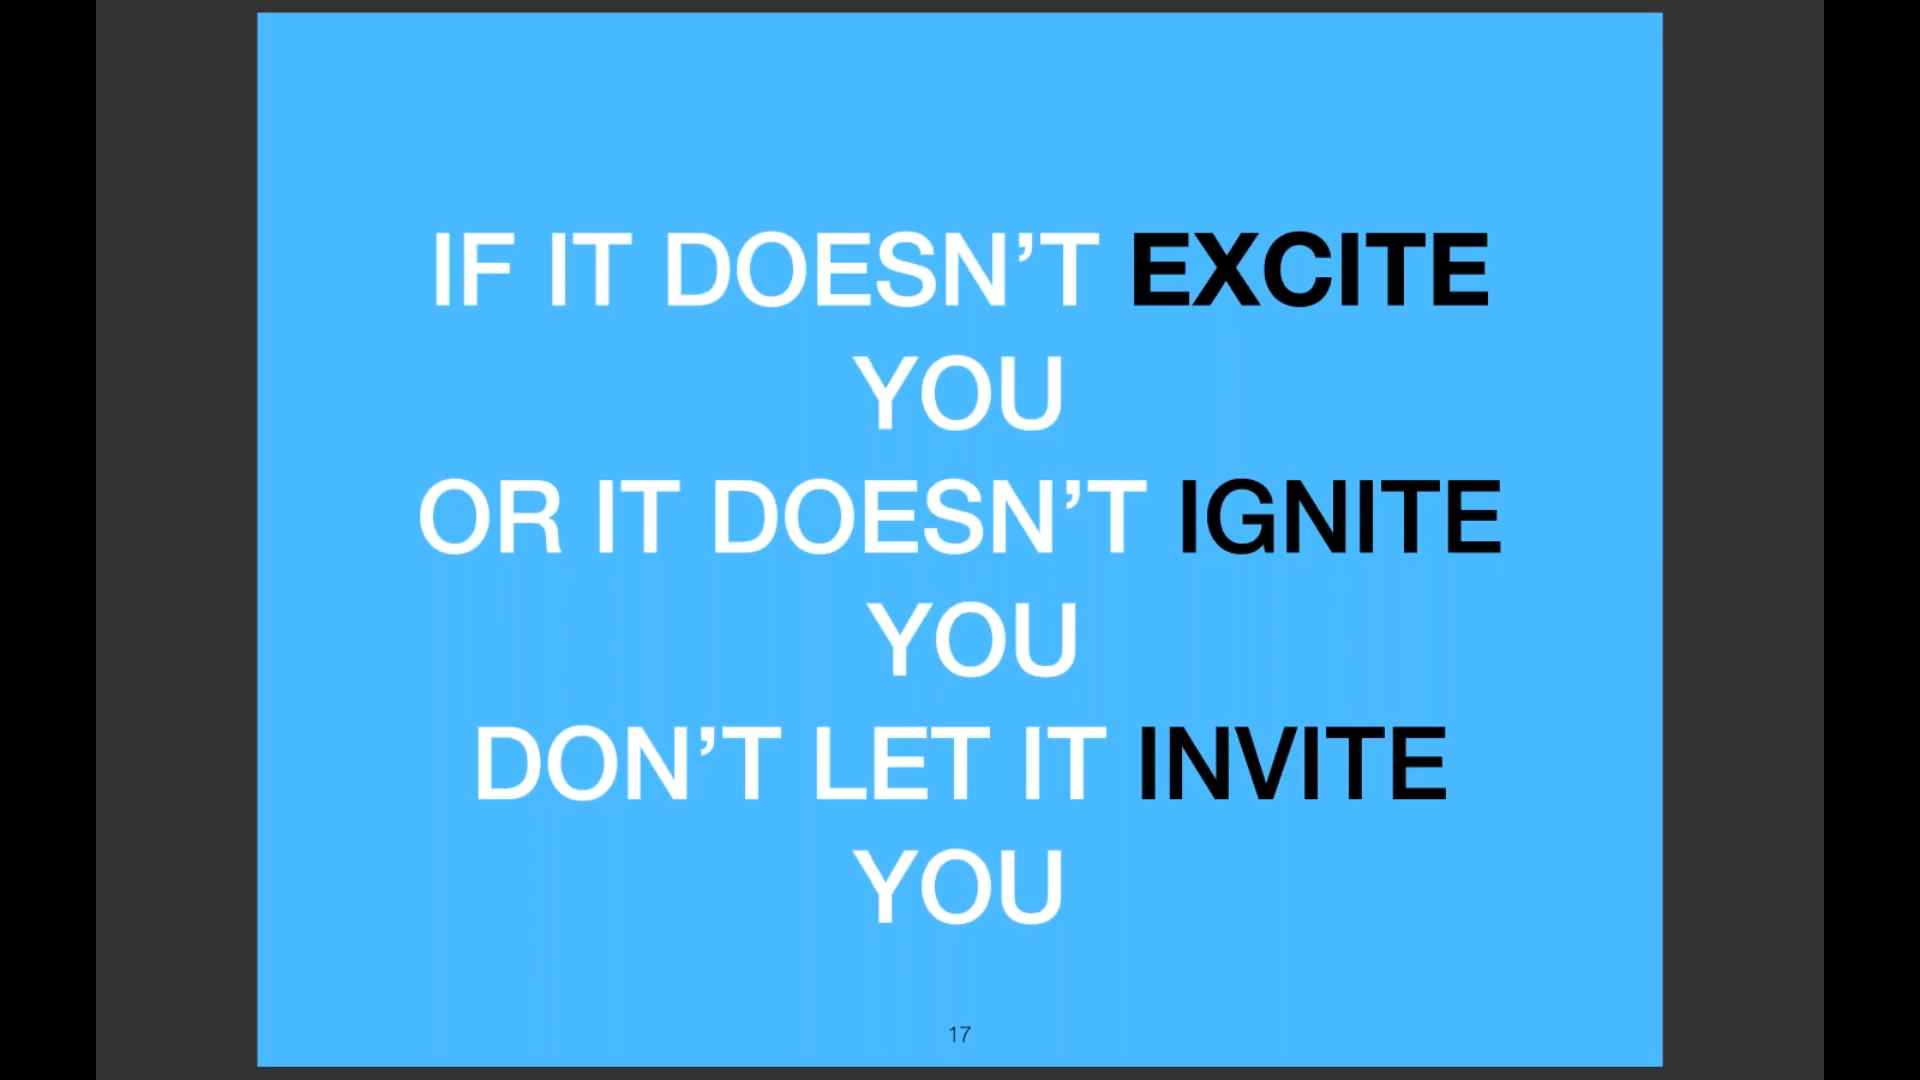 IF IT DOESN’T EXCITE
YOU
OR IT DOESN’T IGNITE
YOU
DON’T LET IT INVITE
YOU
17